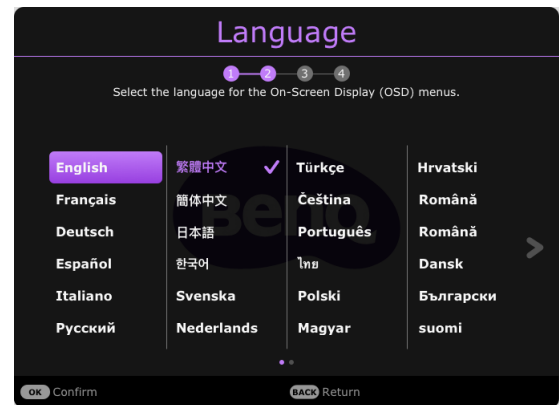 Language
1 2 3 4
Select the language for the On-Screen Display (OSD) menus.
English 繁體中文 Türkçe Hrvatski
Français 簡体中文 Čeština Română
Deutsch 日本語 Português Română
Español 한국어 ไทย Dansk
Italiano Svenska Polski Български
Русский Nederlands Magyar suomi
BenQ
OK Confirm BACK Return